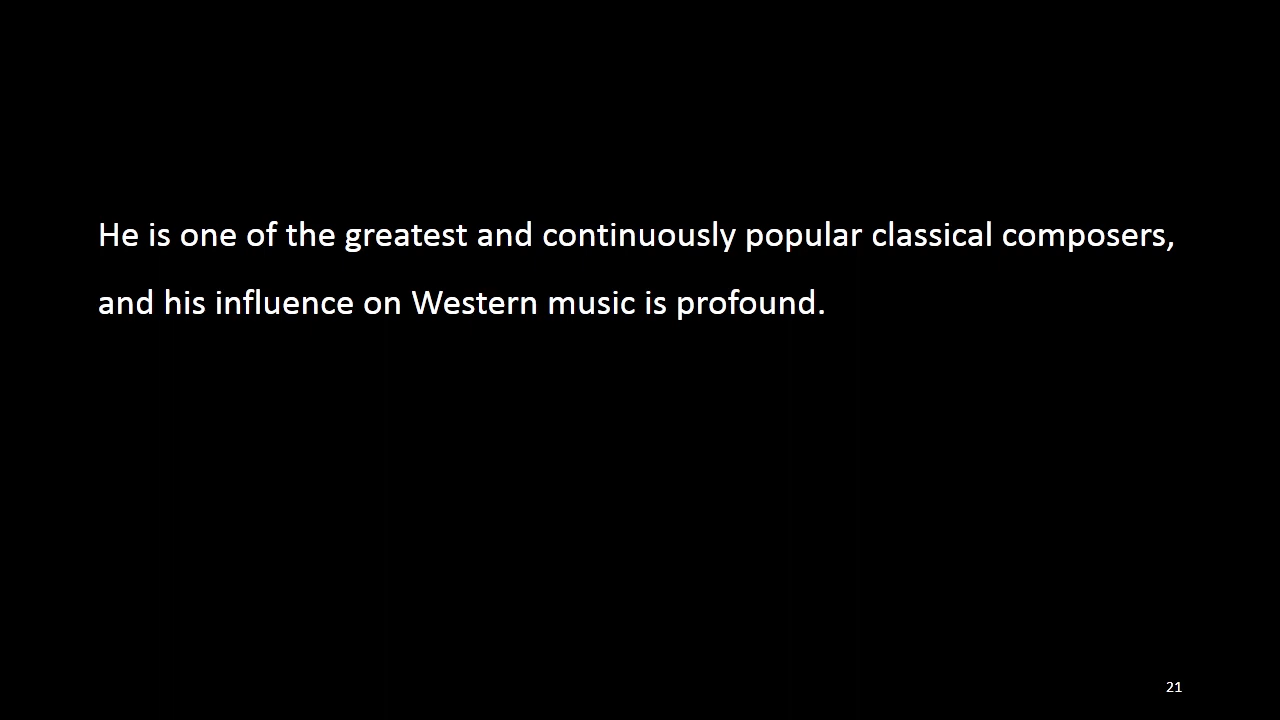 He is one of the greatest and continuously popular classical composers,
and his influence on Western music is profound.
21